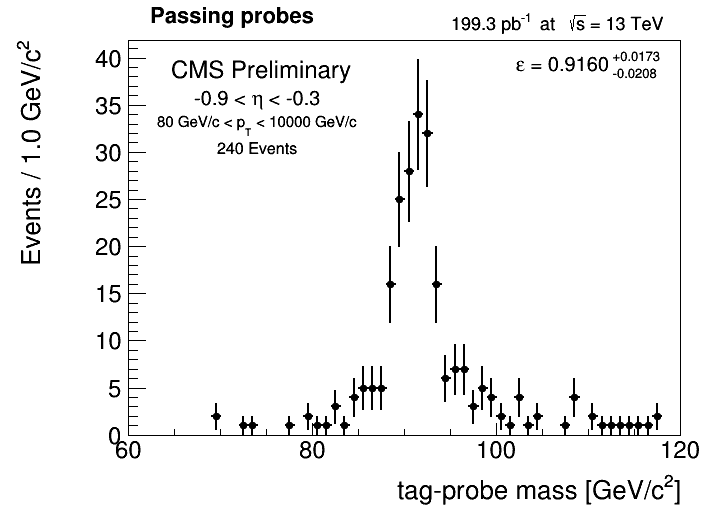 Passing probes
199.3 pb-1 at √s = 13 TeV
CMS Preliminary
-0.9 < η < -0.3
80 GeV/c < pT < 10000 GeV/c
240 Events
ε = 0.9160 +0.0173 -0.0208
Events / 1.0 GeV/c2
40
35
30
25
20
15
10
5
0
60 80 100 120
tag-probe mass [GeV/c2]